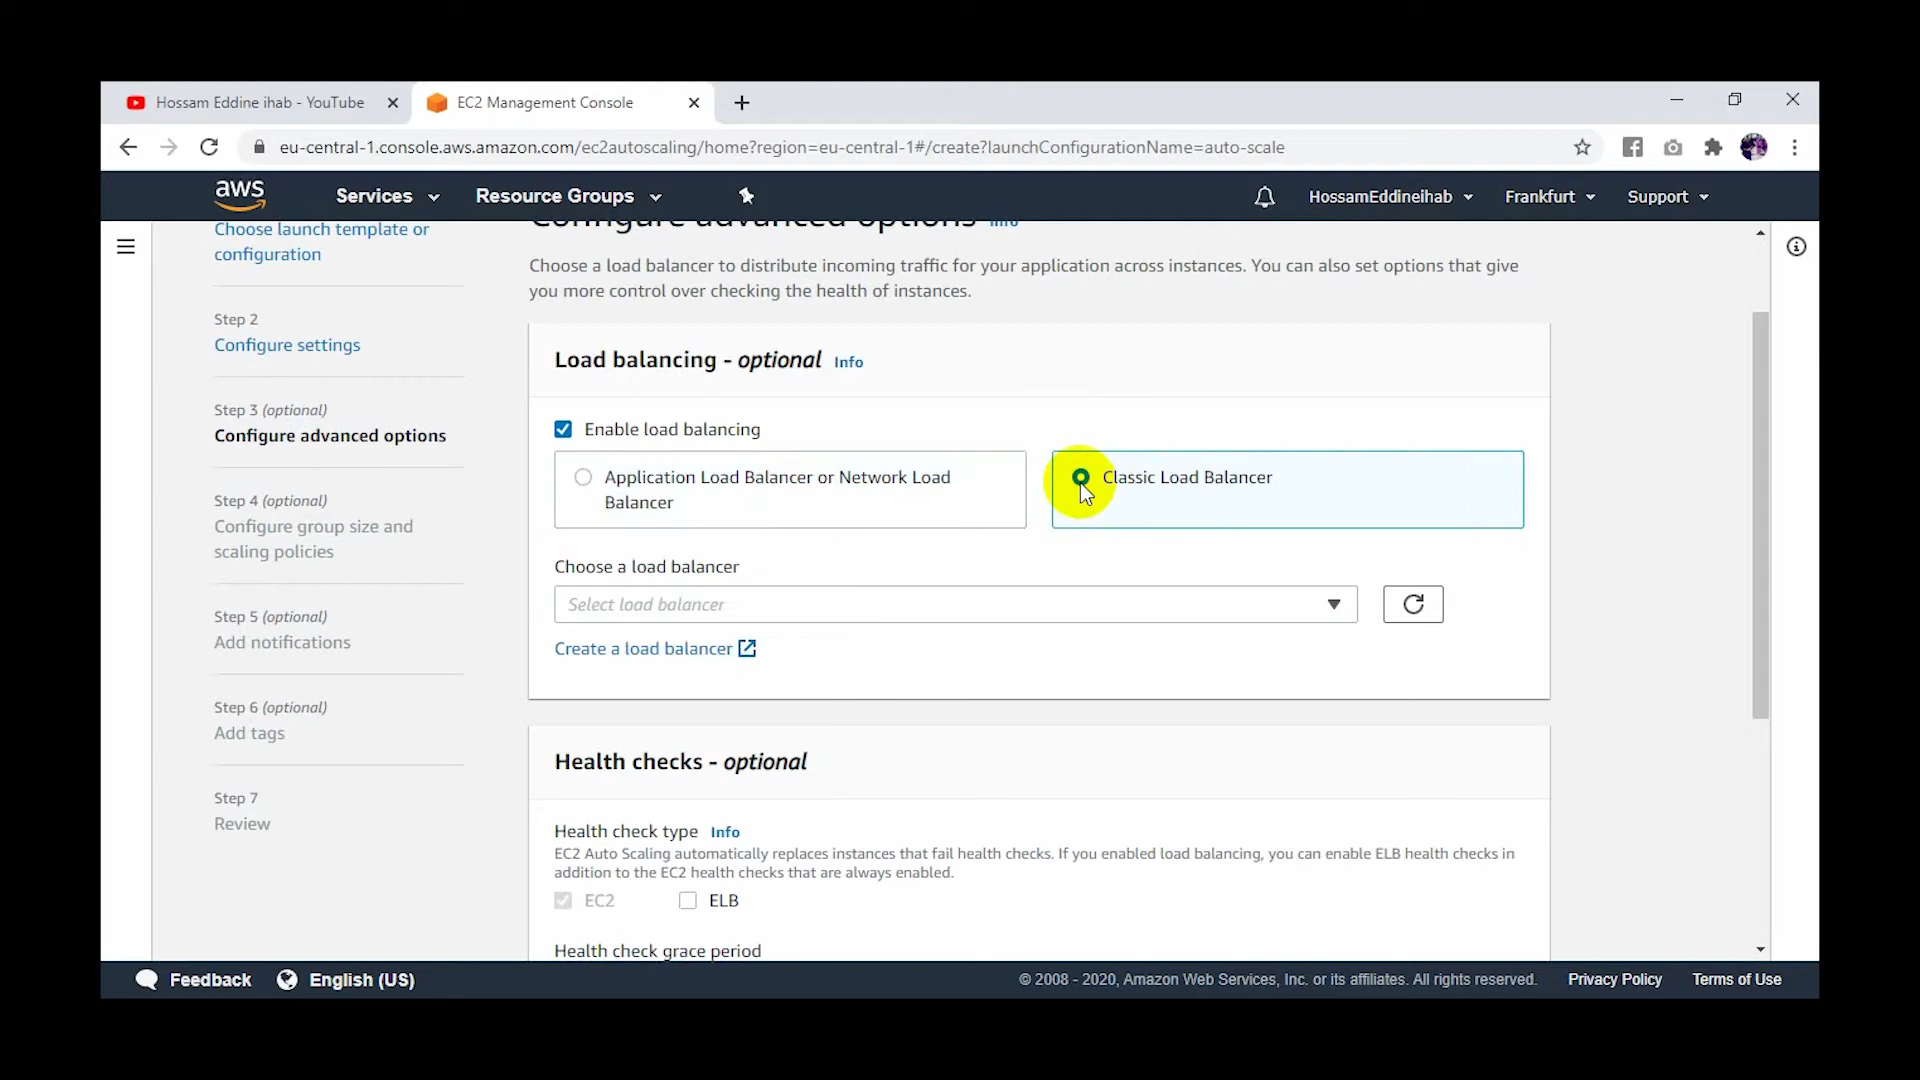 Hossam Eddine ihab - YouTube
EC2 Management Console
eu-central-1.console.aws.amazon.com/ec2autoscaling/home?region=eu-central-1#/create?launchConfigurationName=auto-scale
aws
Services
Resource Groups
HossamEddineihab
Frankfurt
Support
Choose launch template or
configuration
Step 2
Configure settings
Step 3 (optional)
Configure advanced options
Step 4 (optional)
Configure group size and
scaling policies
Step 5 (optional)
Add notifications
Step 6 (optional)
Add tags
Step 7
Review
Configure advanced options Info
Choose a load balancer to distribute incoming traffic for your application across instances. You can also set options that give
you more control over checking the health of instances.
Load balancing - optional Info
Enable load balancing
Application Load Balancer or Network Load
Balancer
Classic Load Balancer
Choose a load balancer
Select load balancer
Create a load balancer
Health checks - optional
Health check type Info
EC2 Auto Scaling automatically replaces instances that fail health checks. If you enabled load balancing, you can enable ELB health checks in
addition to the EC2 health checks that are always enabled.
EC2
ELB
Health check grace period
Feedback
English (US)
© 2008 - 2020, Amazon Web Services, Inc. or its affiliates. All rights reserved.
Privacy Policy
Terms of Use